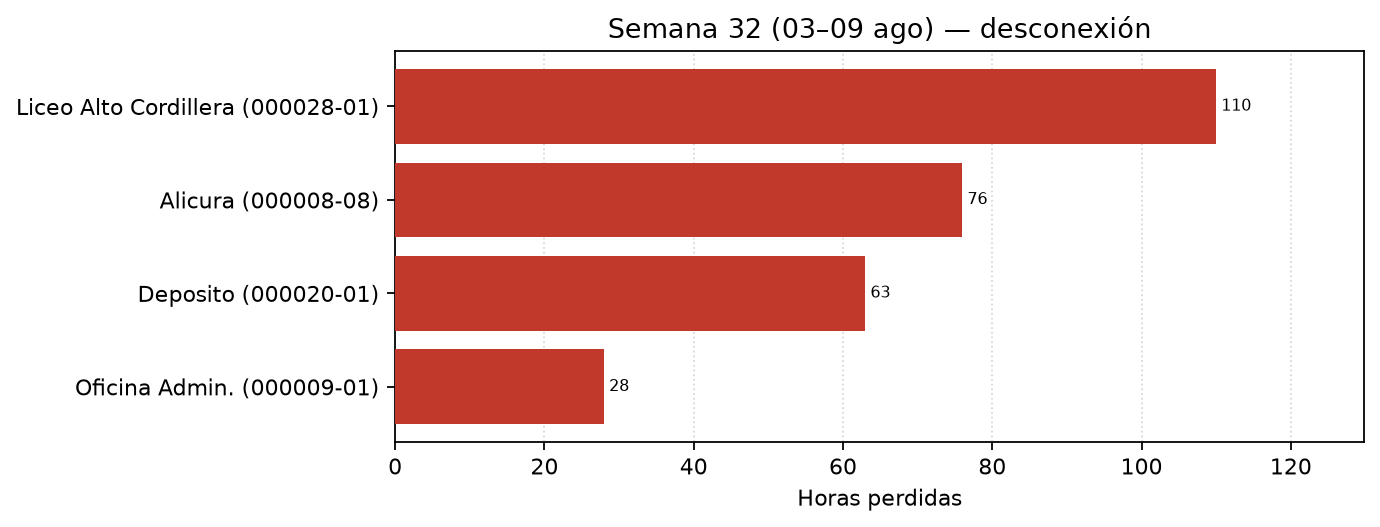 Semana 32 (03–09 ago) — desconexión
Liceo Alto Cordillera (000028-01)
110
Alicura (000008-08)
76
Deposito (000020-01)
63
Oficina Admin. (000009-01)
28
0 20 40 60 80 100 120
Horas perdidas